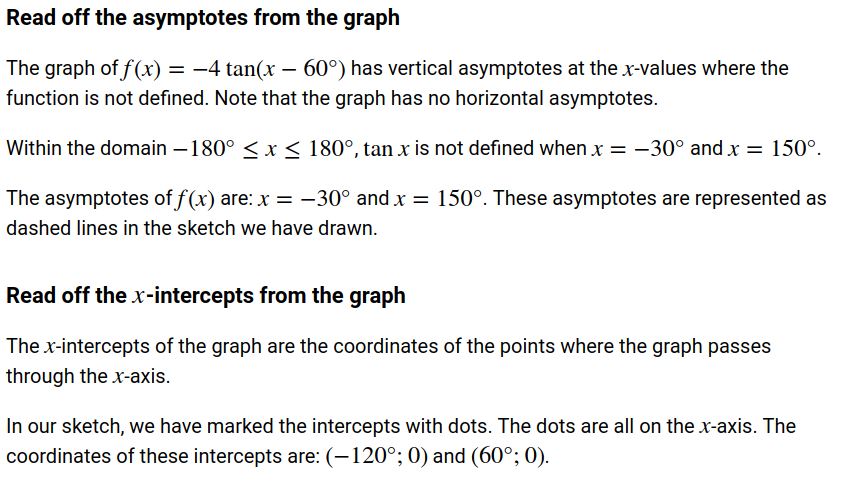 Read off the asymptotes from the graph
The graph of f(x) = −4 tan(x − 60°) has vertical asymptotes at the x-values where the
function is not defined. Note that the graph has no horizontal asymptotes.
Within the domain −180° ≤ x ≤ 180°, tan x is not defined when x = −30° and x = 150°.
The asymptotes of f(x) are: x = −30° and x = 150°. These asymptotes are represented as
dashed lines in the sketch we have drawn.
Read off the x-intercepts from the graph
The x-intercepts of the graph are the coordinates of the points where the graph passes
through the x-axis.
In our sketch, we have marked the intercepts with dots. The dots are all on the x-axis. The
coordinates of these intercepts are: (−120°; 0) and (60°; 0).